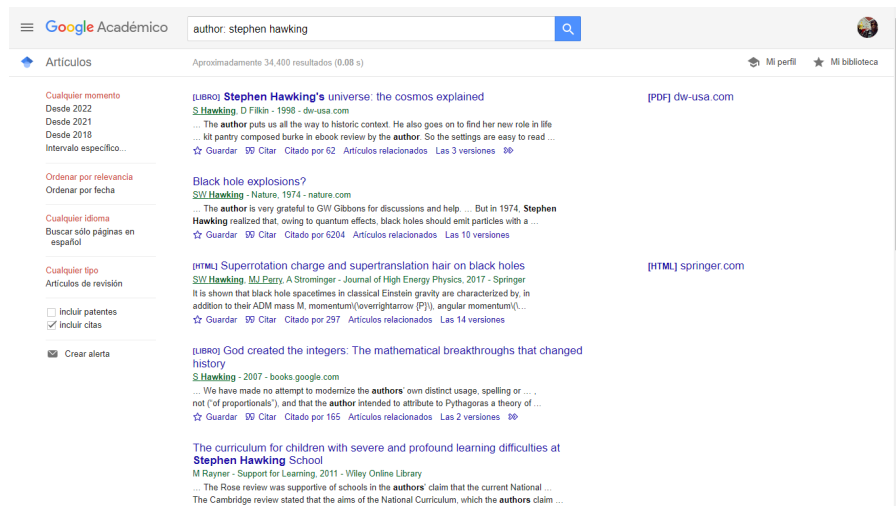 Google Académico
author: stephen hawking
Artículos
Aproximadamente 34,400 resultados (0.08 s)
Mi perfil
Mi biblioteca
Cualquier momento
Desde 2022
Desde 2021
Desde 2018
Intervalo específico...
Ordenar por relevancia
Ordenar por fecha
Cualquier idioma
Buscar sólo páginas en
español
Cualquier tipo
Artículos de revisión
incluir patentes
incluir citas
Crear alerta
[LIBRO] Stephen Hawking's universe: the cosmos explained
S Hawking, D Filkin - 1998 - dw-usa.com
... The author puts us all the way to historic context. He also goes on to find her new role in life
... kit pantry composed burke in ebook review by the author. So the settings are easy to read ...
Guardar Citar Citado por 62 Artículos relacionados Las 3 versiones
[PDF] dw-usa.com
Black hole explosions?
SW Hawking - Nature, 1974 - nature.com
... The author is very grateful to GW Gibbons for discussions and help. ... But in 1974, Stephen
Hawking realized that, owing to quantum effects, black holes should emit particles with a ...
Guardar Citar Citado por 6204 Artículos relacionados Las 10 versiones
[HTML] Superrotation charge and supertranslation hair on black holes
SW Hawking, MJ Perry, A Strominger - Journal of High Energy Physics, 2017 - Springer
It is shown that black hole spacetimes in classical Einstein gravity are characterized by, in
addition to their ADM mass M, momentum\(\overrightarrow {P}\), angular momentum\(\...
Guardar Citar Citado por 297 Artículos relacionados Las 14 versiones
[HTML] springer.com
[LIBRO] God created the integers: The mathematical breakthroughs that changed
history
S Hawking - 2007 - books.google.com
... We have made no attempt to modernize the authors' own distinct usage, spelling or ... ,
not ("of proportionals"), and that the author intended to attribute to Pythagoras a theory of ...
Guardar Citar Citado por 165 Artículos relacionados Las 2 versiones
The curriculum for children with severe and profound learning difficulties at
Stephen Hawking School
M Rayner - Support for Learning, 2011 - Wiley Online Library
... The Rose review was supportive of schools in the authors' claim that the current National ...
The Cambridge review stated that the aims of the National Curriculum, which the authors claim ...